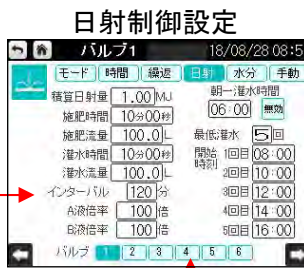 日射制御設定
バルブ1 18/08/28 08:5
モード 時間 繰返 日射 水分 手動
積算日射量 1.00 MJ
施肥時間 10分00秒
施肥流量 100.0 L
灌水時間 10分00秒
灌水流量 100.0 L
インターバル 120 分
A液倍率 100 倍
B液倍率 100 倍
朝一灌水時間
06:00 無効
最低灌水 5 回
開始時刻 1回目 08:00
2回目 10:00
3回目 12:00
4回目 14:00
5回目 16:00
バルブ 1 2 3 4 5 6